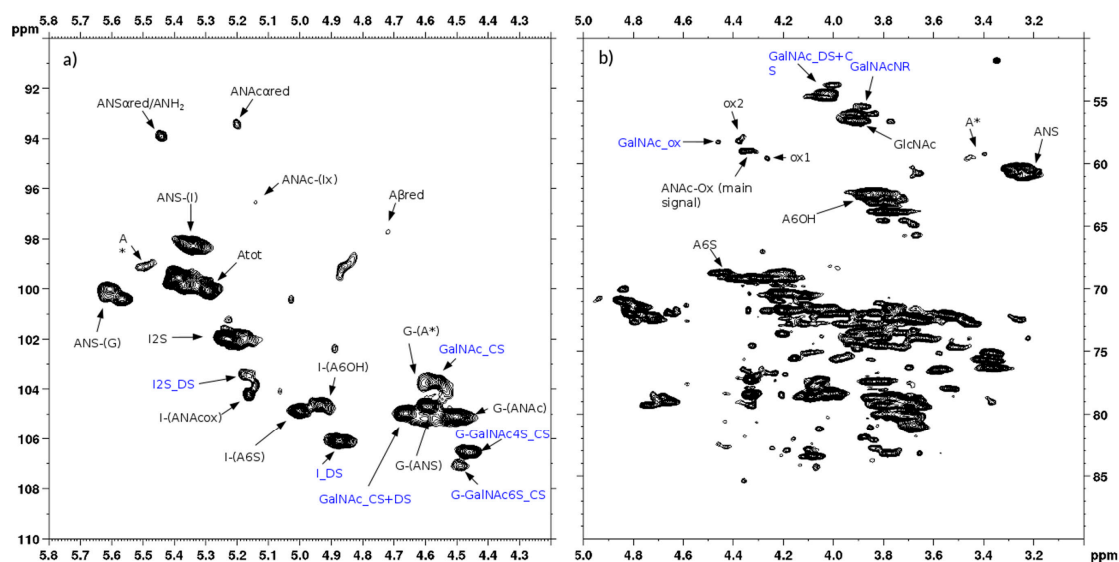 ppm 5.8 5.7 5.6 5.5 5.4 5.3 5.2 5.1 5.0 4.9 4.8 4.7 4.6 4.5 4.4 4.3
a)
92
94
96
98
100
102
104
106
108
110
ANSαred/ANH2
ANAcαred
ANAc-(Ix)
ANS-(I)
Aβred
A
*
Atot
ANS-(G)
I2S
G-(A*)
GalNAc_CS
I-(A6OH)
I2S_DS
I-(ANAcox)
G-(ANAc)
I-(A6S)
G-GalNAc4S_CS
I_DS
G-(ANS)
GalNAc_CS+DS
G-GalNAc6S_CS
5.8 5.7 5.6 5.5 5.4 5.3 5.2 5.1 5.0 4.9 4.8 4.7 4.6 4.5 4.4 4.3
5.0 4.8 4.6 4.4 4.2 4.0 3.8 3.6 3.4 3.2 ppm
b)
GalNAc_DS+C
S
GalNAcNR
ox2
GalNAc_ox
GlcNAc
A*
ANS
ox1
ANAc-Ox (main
signal)
A6OH
A6S
55
60
65
70
75
80
85
90
5.0 4.8 4.6 4.4 4.2 4.0 3.8 3.6 3.4 3.2 ppm